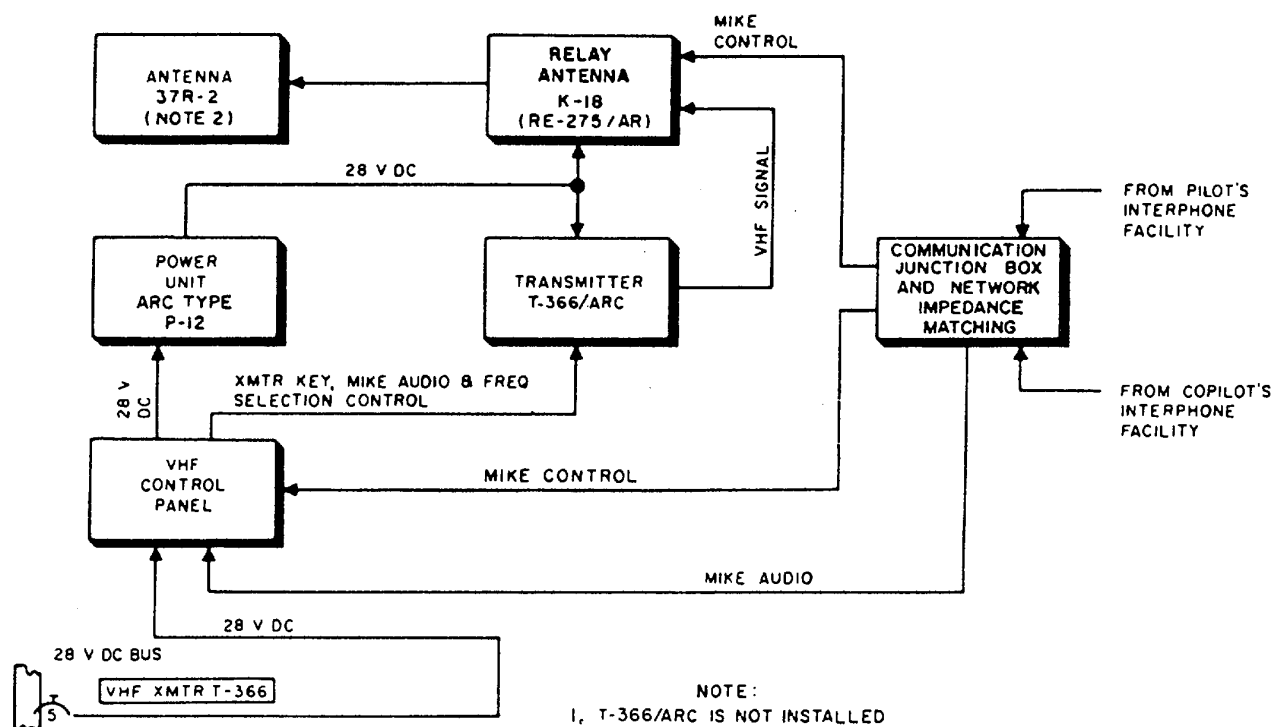 MIKE
CONTROL
ANTENNA
37R-2
(NOTE 2)
RELAY
ANTENNA
K-18
(RE-275/AR)
28 V DC
VHF SIGNAL
FROM PILOT'S
INTERPHONE
FACILITY
POWER
UNIT
ARC TYPE
P-12
TRANSMITTER
T-366/ARC
COMMUNICATION
JUNCTION BOX
AND NETWORK
IMPEDANCE
MATCHING
28 V
DC
XMTR KEY, MIKE AUDIO & FREQ
SELECTION CONTROL
FROM COPILOT'S
INTERPHONE
FACILITY
VHF
CONTROL
PANEL
MIKE CONTROL
MIKE AUDIO
28 V DC
28 V DC BUS
VHF XMTR T-366
5
NOTE:
1. T-366/ARC IS NOT INSTALLED